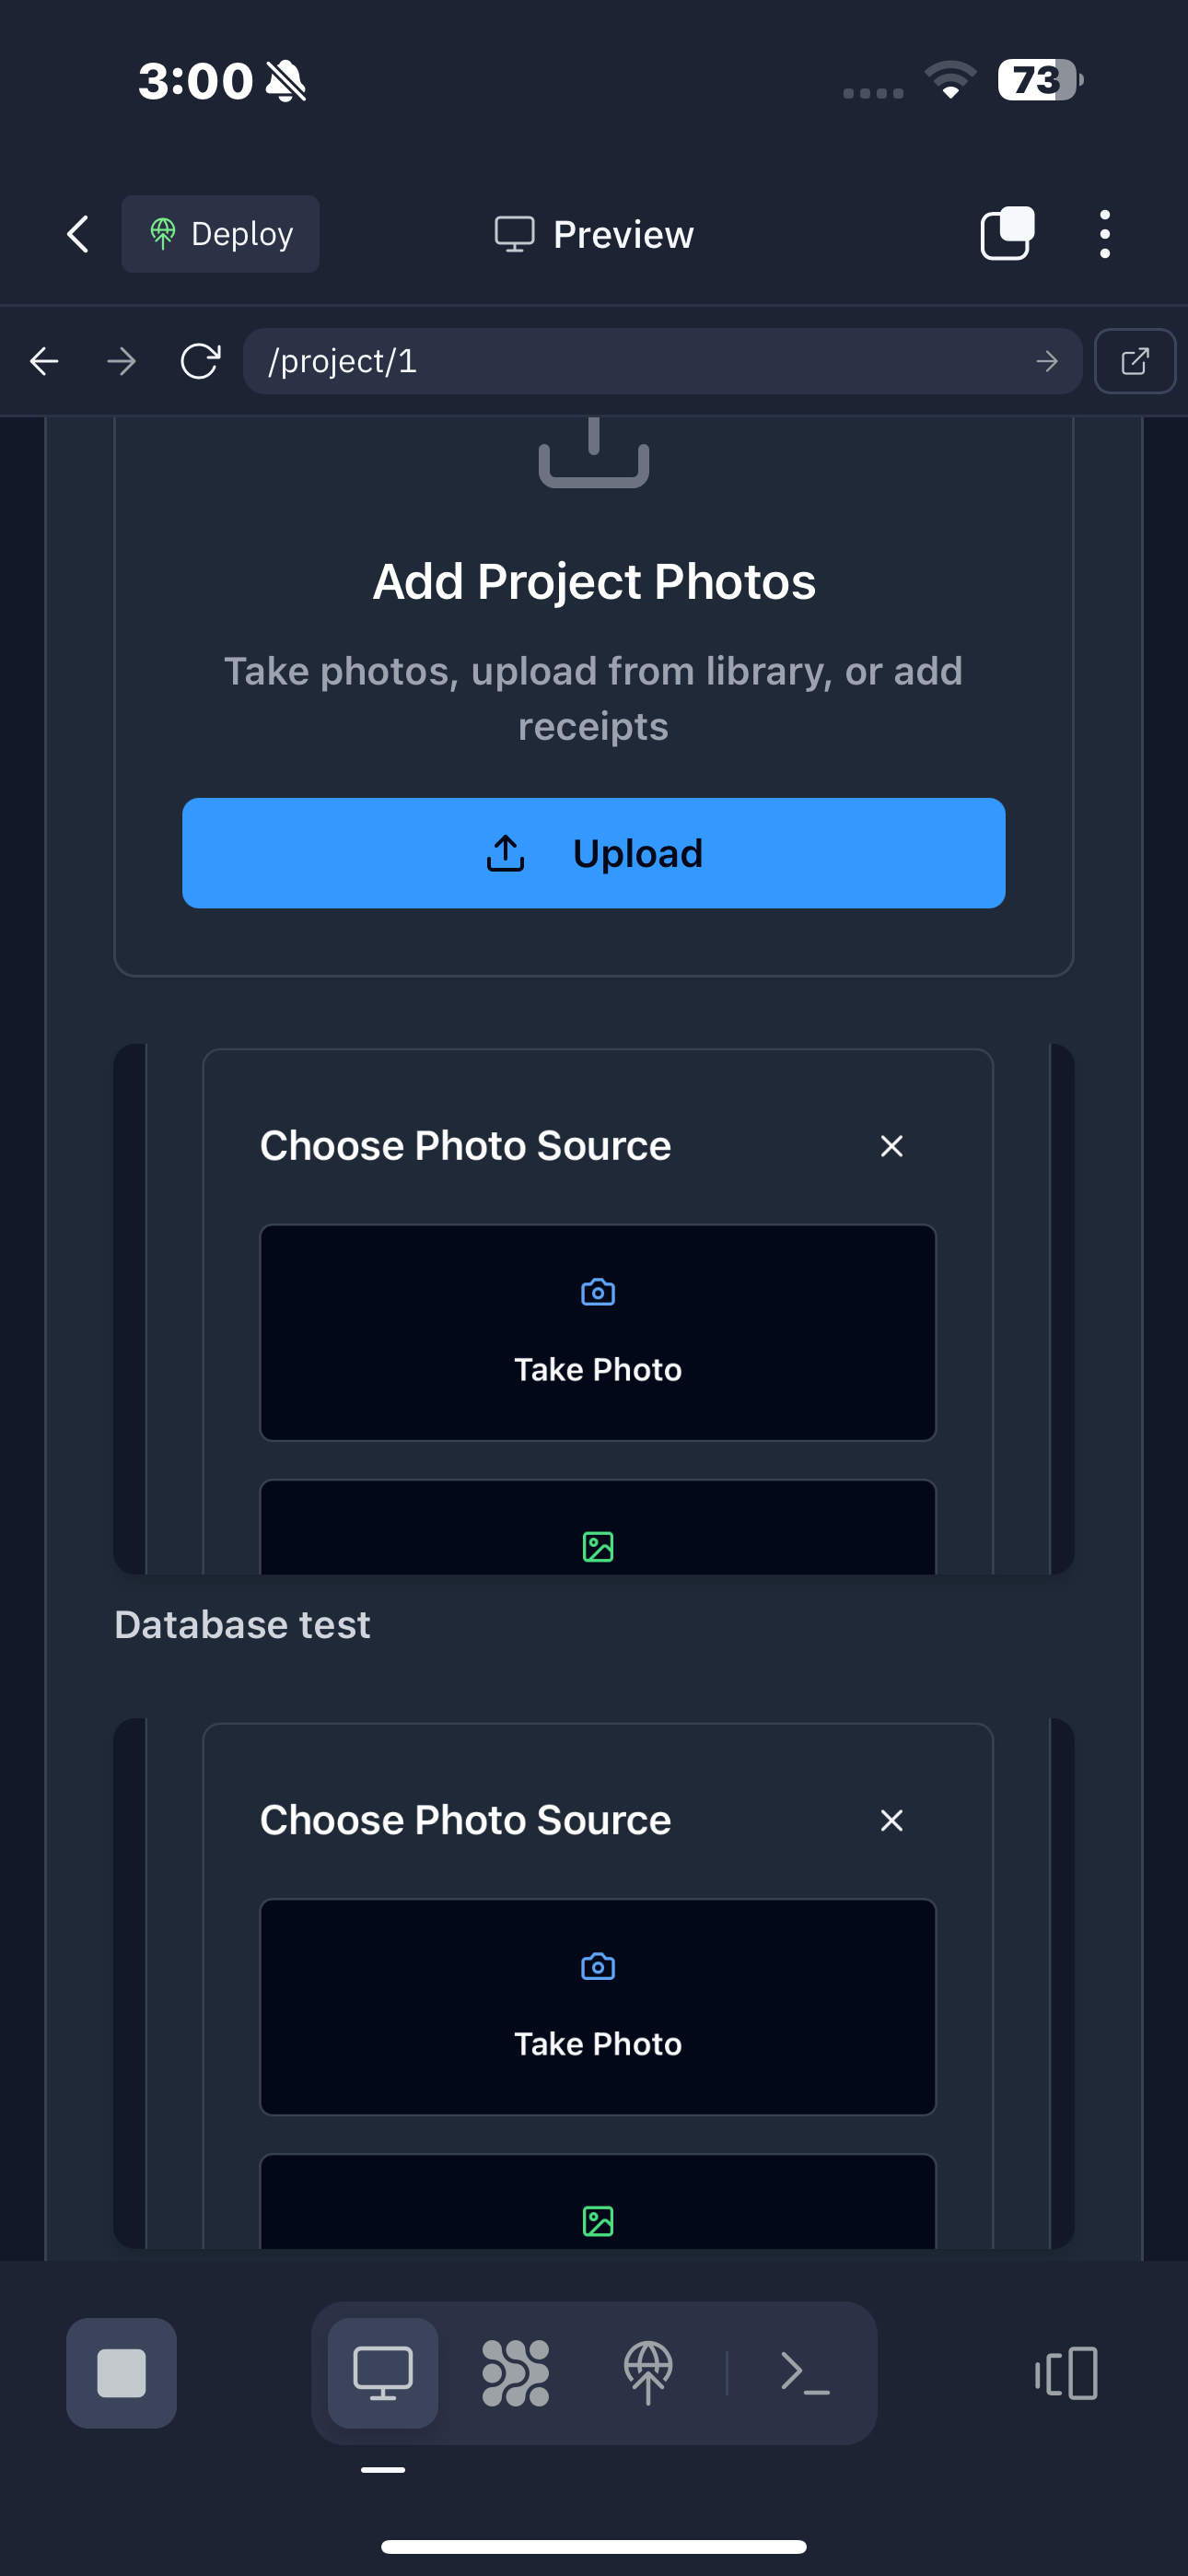 3:00
73
Deploy
Preview
/project/1
Add Project Photos
Take photos, upload from library, or add
receipts
Upload
Choose Photo Source
Take Photo
Database test
Choose Photo Source
Take Photo